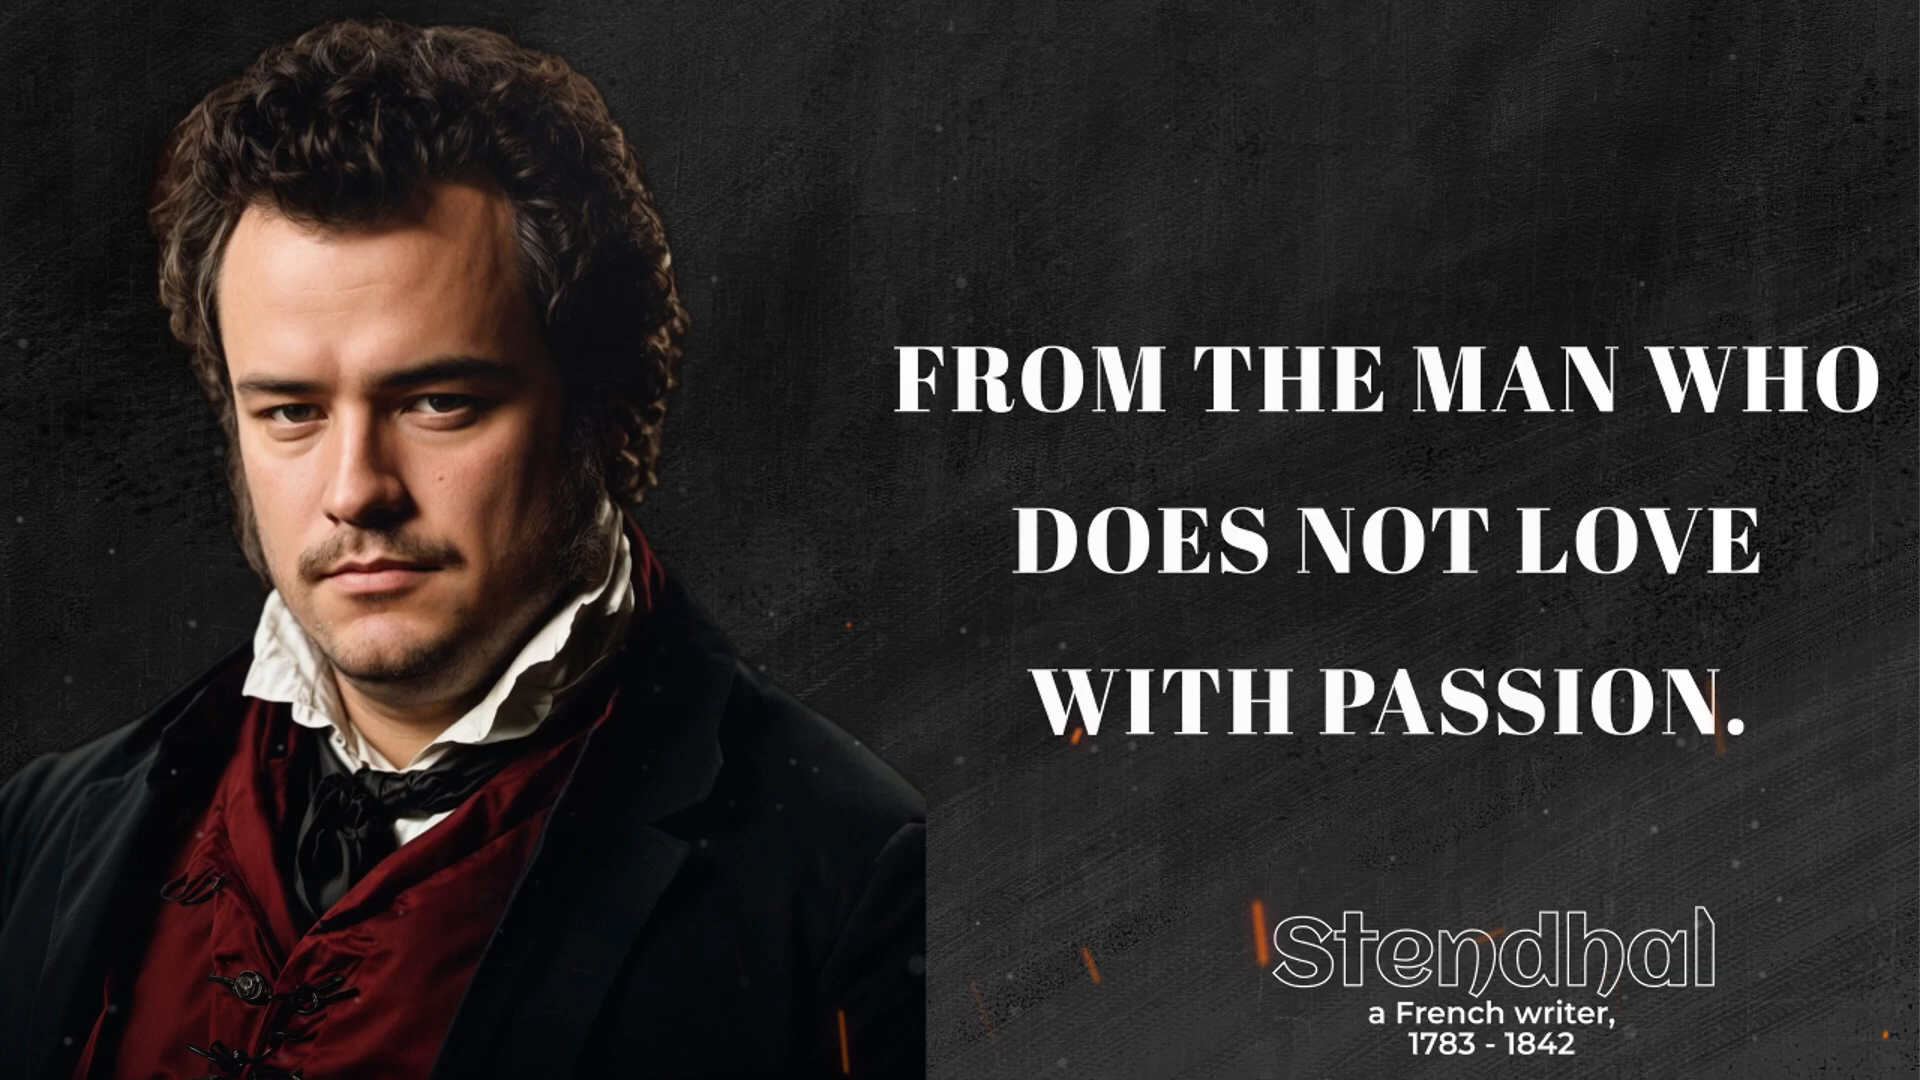 FROM THE MAN WHO
DOES NOT LOVE
WITH PASSION.
Stendhal
a French writer,
1783 - 1842